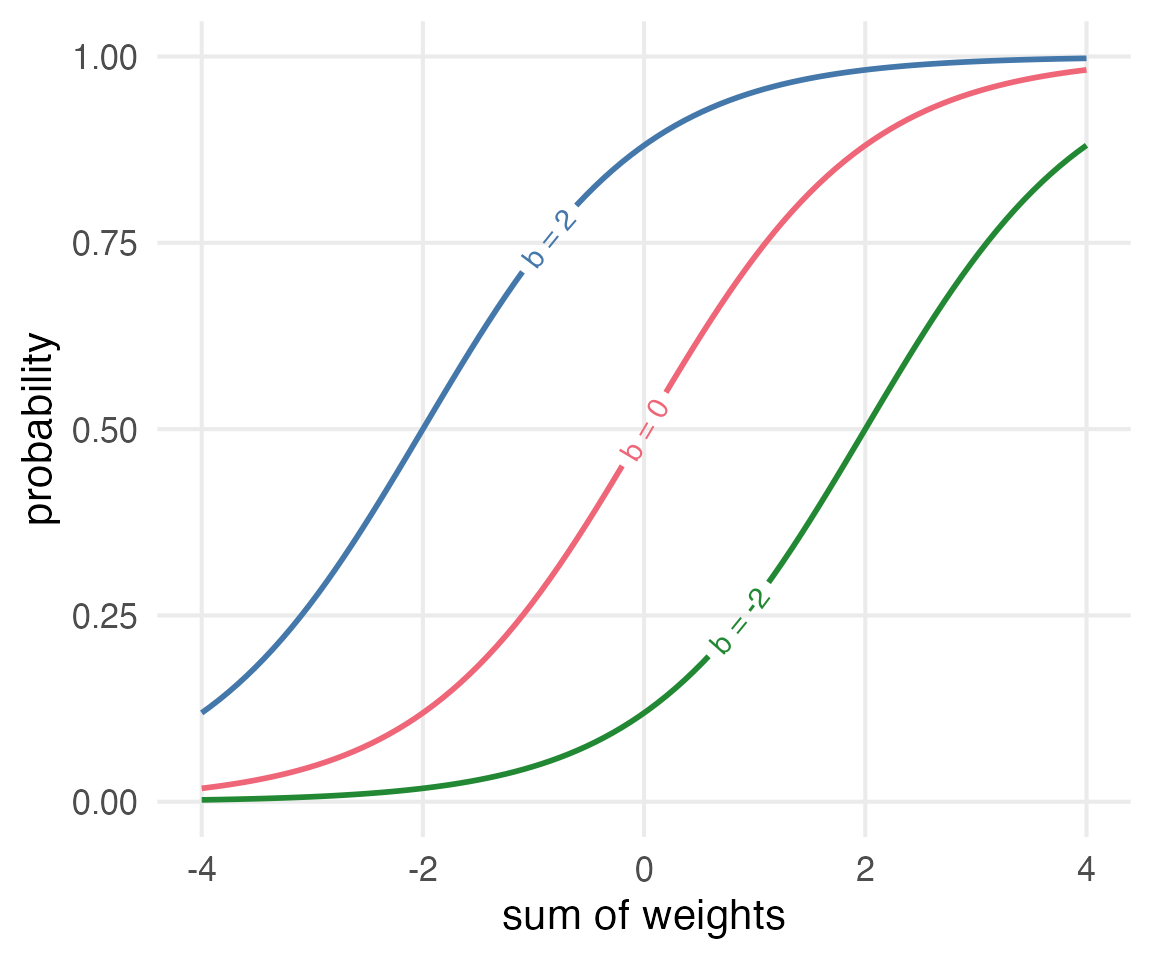 1.00
0.75
0.50
0.25
0.00
probability
b = 2
b = 0
b = -2
-4 -2 0 2 4
sum of weights